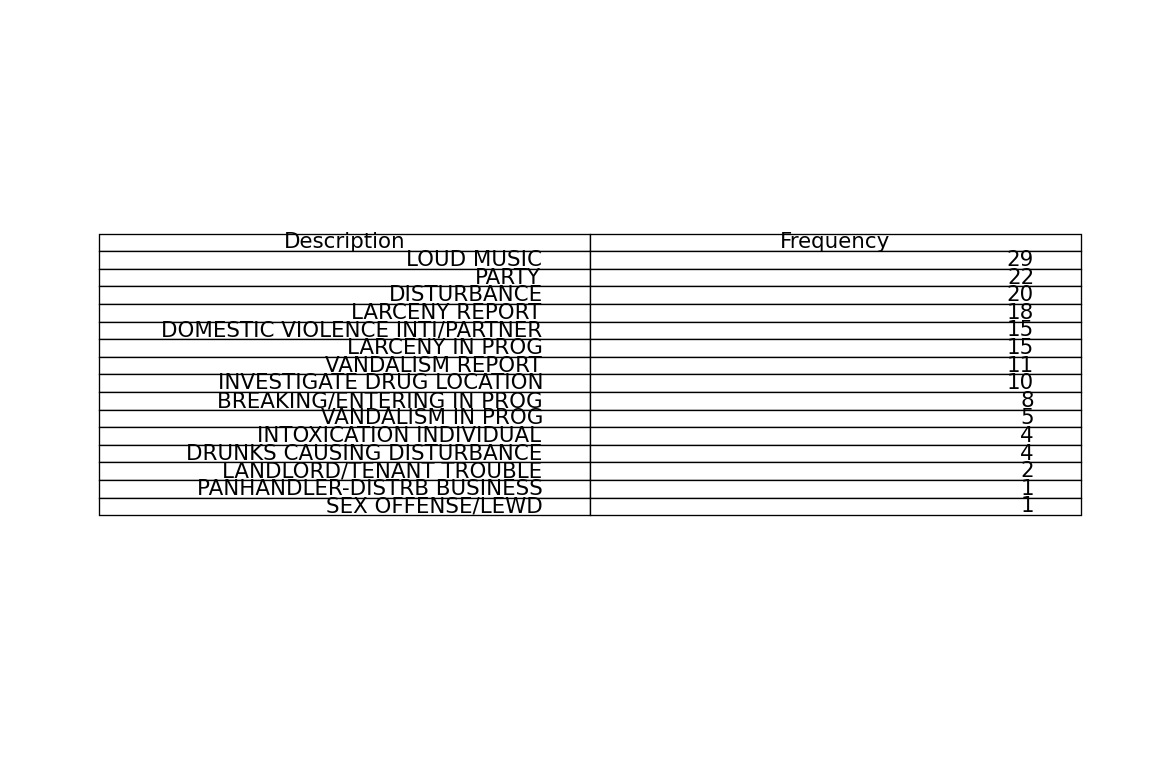 Description Frequency
LOUD MUSIC 29
PARTY 22
DISTURBANCE 20
LARCENY REPORT 18
DOMESTIC VIOLENCE INTI/PARTNER 15
LARCENY IN PROG 15
VANDALISM REPORT 11
INVESTIGATE DRUG LOCATION 10
BREAKING/ENTERING IN PROG 8
VANDALISM IN PROG 5
INTOXICATION INDIVIDUAL 4
DRUNKS CAUSING DISTURBANCE 4
LANDLORD/TENANT TROUBLE 2
PANHANDLER-DISTRB BUSINESS 1
SEX OFFENSE/LEWD 1